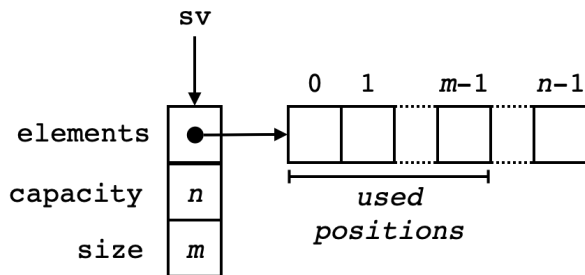 sv
0 1 m-1 n-1
elements
capacity n
size m
used
positions